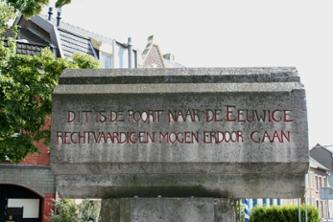 DIT IS DE POORT NAAR DE EEUWIGE
RECHTVAARDIGEN MOGEN ERDOOR GAAN